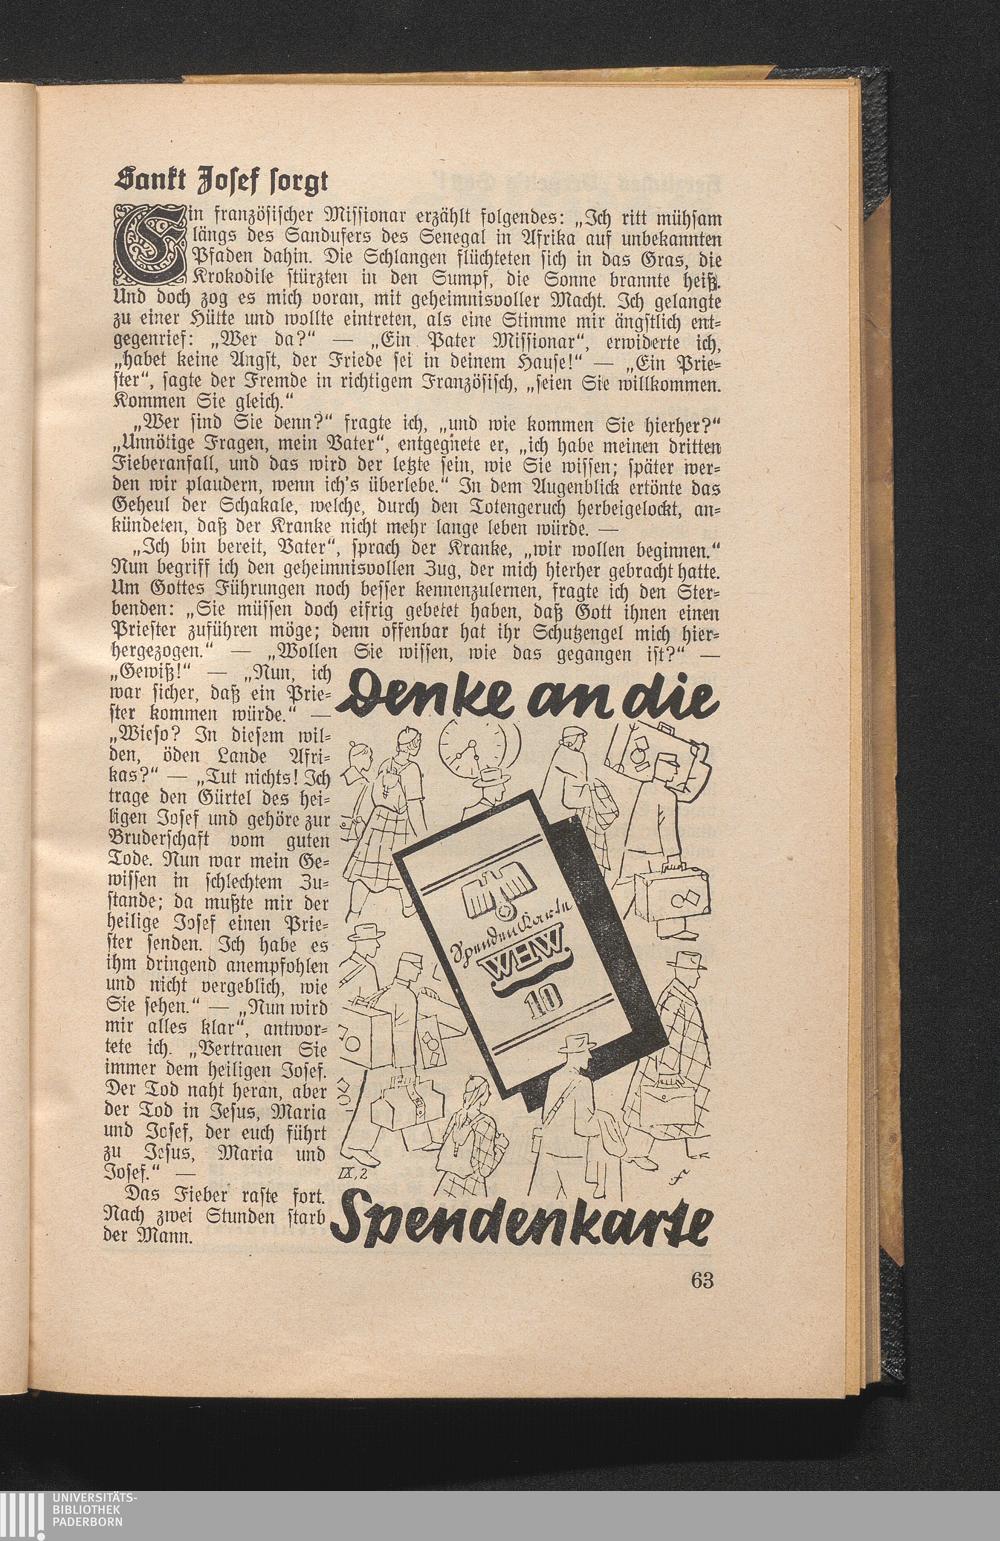 Sankt Josef sorgt
Ein französischer Missionar erzählt folgendes: „Ich ritt mühsam
längs des Sandufers des Senegal in Afrika auf unbekannten
Pfaden dahin. Die Schlangen flüchteten sich in das Gras, die
Krokodile stürzten in den Sumpf, die Sonne brannte heiß.
Und doch zog es mich voran, mit geheimnisvoller Macht. Ich gelangte
zu einer Hütte und wollte eintreten, als eine Stimme mir ängstlich ent-
gegenrief: „Wer da?“ — „Ein Pater Missionar“, erwiderte ich,
„habet keine Angst, der Friede sei in deinem Hause!“ — „Ein Prie-
ster“, sagte der Fremde in richtigem Französisch, „seien Sie willkommen.
Kommen Sie gleich.“
„Wer sind Sie denn?“ fragte ich, „und wie kommen Sie hierher?“
„Unnötige Fragen, mein Vater“, entgegnete er, „ich habe meinen dritten
Fieberanfall, und das wird der letzte sein, wie Sie wissen; später wer-
den wir plaudern, wenn ich's überlebe.“ In dem Augenblick ertönte das
Geheul der Schakale, welche, durch den Totengeruch herbeigelockt, an-
kündeten, daß der Kranke nicht mehr lange leben würde. —
„Ich bin bereit, Vater“, sprach der Kranke, „wir wollen beginnen.“
Nun begriff ich den geheimnisvollen Zug, der mich hierher gebracht hatte.
Um Gottes Führungen noch besser kennenzulernen, fragte ich den Ster-
benden: „Sie müssen doch eifrig gebetet haben, daß Gott ihnen einen
Priester zuführen möge; denn offenbar hat ihr Schutzengel mich hier-
hergezogen.“ — „Wollen Sie wissen, wie das gegangen ist?“ —
„Gewiß!“ — „Nun, ich
war sicher, daß ein Prie-
ster kommen würde.“ —
„Wieso? In diesem wil-
den, öden Lande Afri-
kas?“ — „Tut nichts! Ich
trage den Gürtel des hei-
ligen Josef und gehöre zur
Bruderschaft vom guten
Tode. Nun war mein Ge-
wissen in schlechtem Zu-
stande; da mußte mir der
heilige Josef einen Prie-
ster senden. Ich habe es
ihm dringend anempfohlen
und nicht vergeblich, wie
Sie sehen.“ — „Nun wird
mir alles klar“, antwor-
tete ich. „Vertrauen Sie
immer dem heiligen Josef.
Der Tod naht heran, aber
der Tod in Jesus, Maria
und Josef, der euch führt
zu Jesus, Maria und
Josef.“ —
Das Fieber raste fort.
Nach zwei Stunden starb
der Mann.
Denke an die
Spendenkarte
WHW
10
IX, 2
f
Spendenkarte
63
UNIVERSITÄTS-
BIBLIOTHEK
PADERBORN